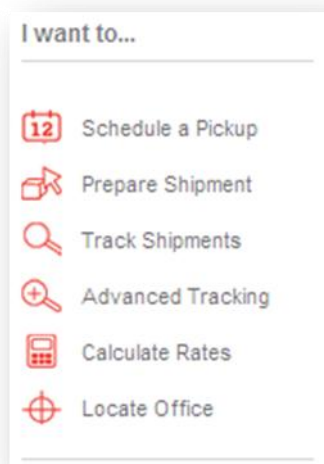 I want to...
12
Schedule a Pickup
Prepare Shipment
Track Shipments
Advanced Tracking
Calculate Rates
Locate Office